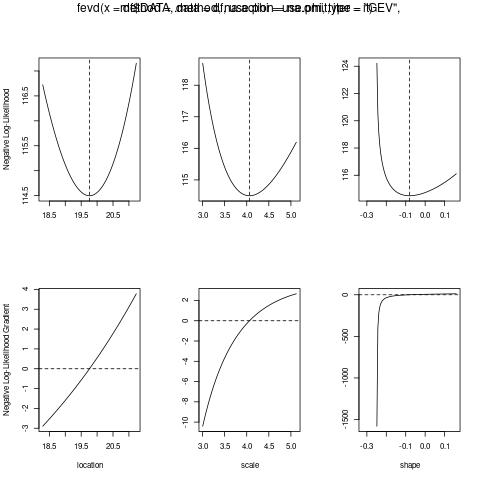 fevd(x =
"GEV",
Negative Log-Likelihood
116.5
115.5
114.5
18.5 19.5 20.5
118
117
116
115
3.0 3.5 4.0 4.5 5.0
124
122
120
118
116
-0.3 -0.1 0.0 0.1
Negative Log-Likelihood Gradient
4
3
2
1
0
-1
-2
-3
18.5 19.5 20.5
location
2
0
-2
-4
-6
-8
-10
3.0 3.5 4.0 4.5 5.0
scale
0
-500
-1000
-1500
-0.3 -0.1 0.0 0.1
shape